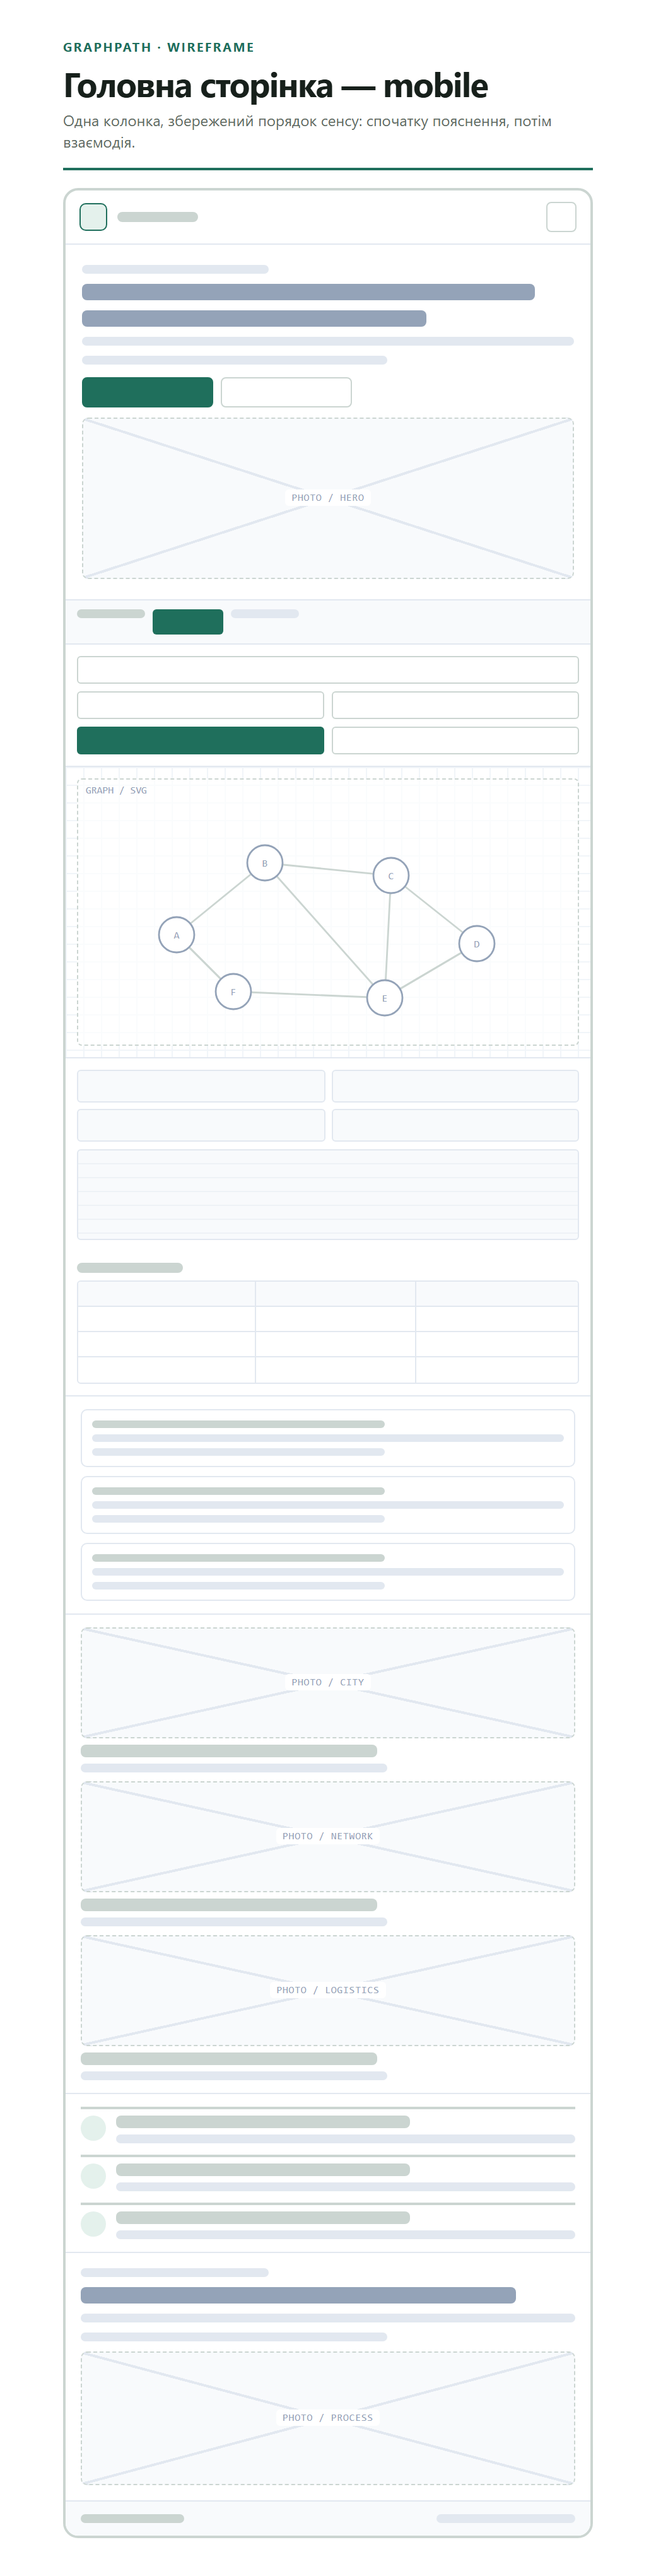 GRAPHPATH · WIREFRAME
Головна сторінка — mobile
Одна колонка, збережений порядок сенсу: спочатку пояснення, потім
взаємодія.
PHOTO / HERO
GRAPH / SVG
B
C
A
D
F
E
PHOTO / CITY
PHOTO / NETWORK
PHOTO / LOGISTICS
PHOTO / PROCESS